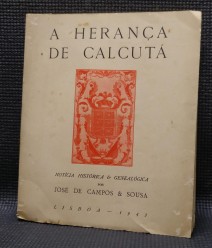 A HERANÇA
DE CALCUTÁ
NOTÍCIA HISTÓRICA & GENEALÓGICA
POR
JOSÉ DE CAMPOS & SOUSA
LISBOA —